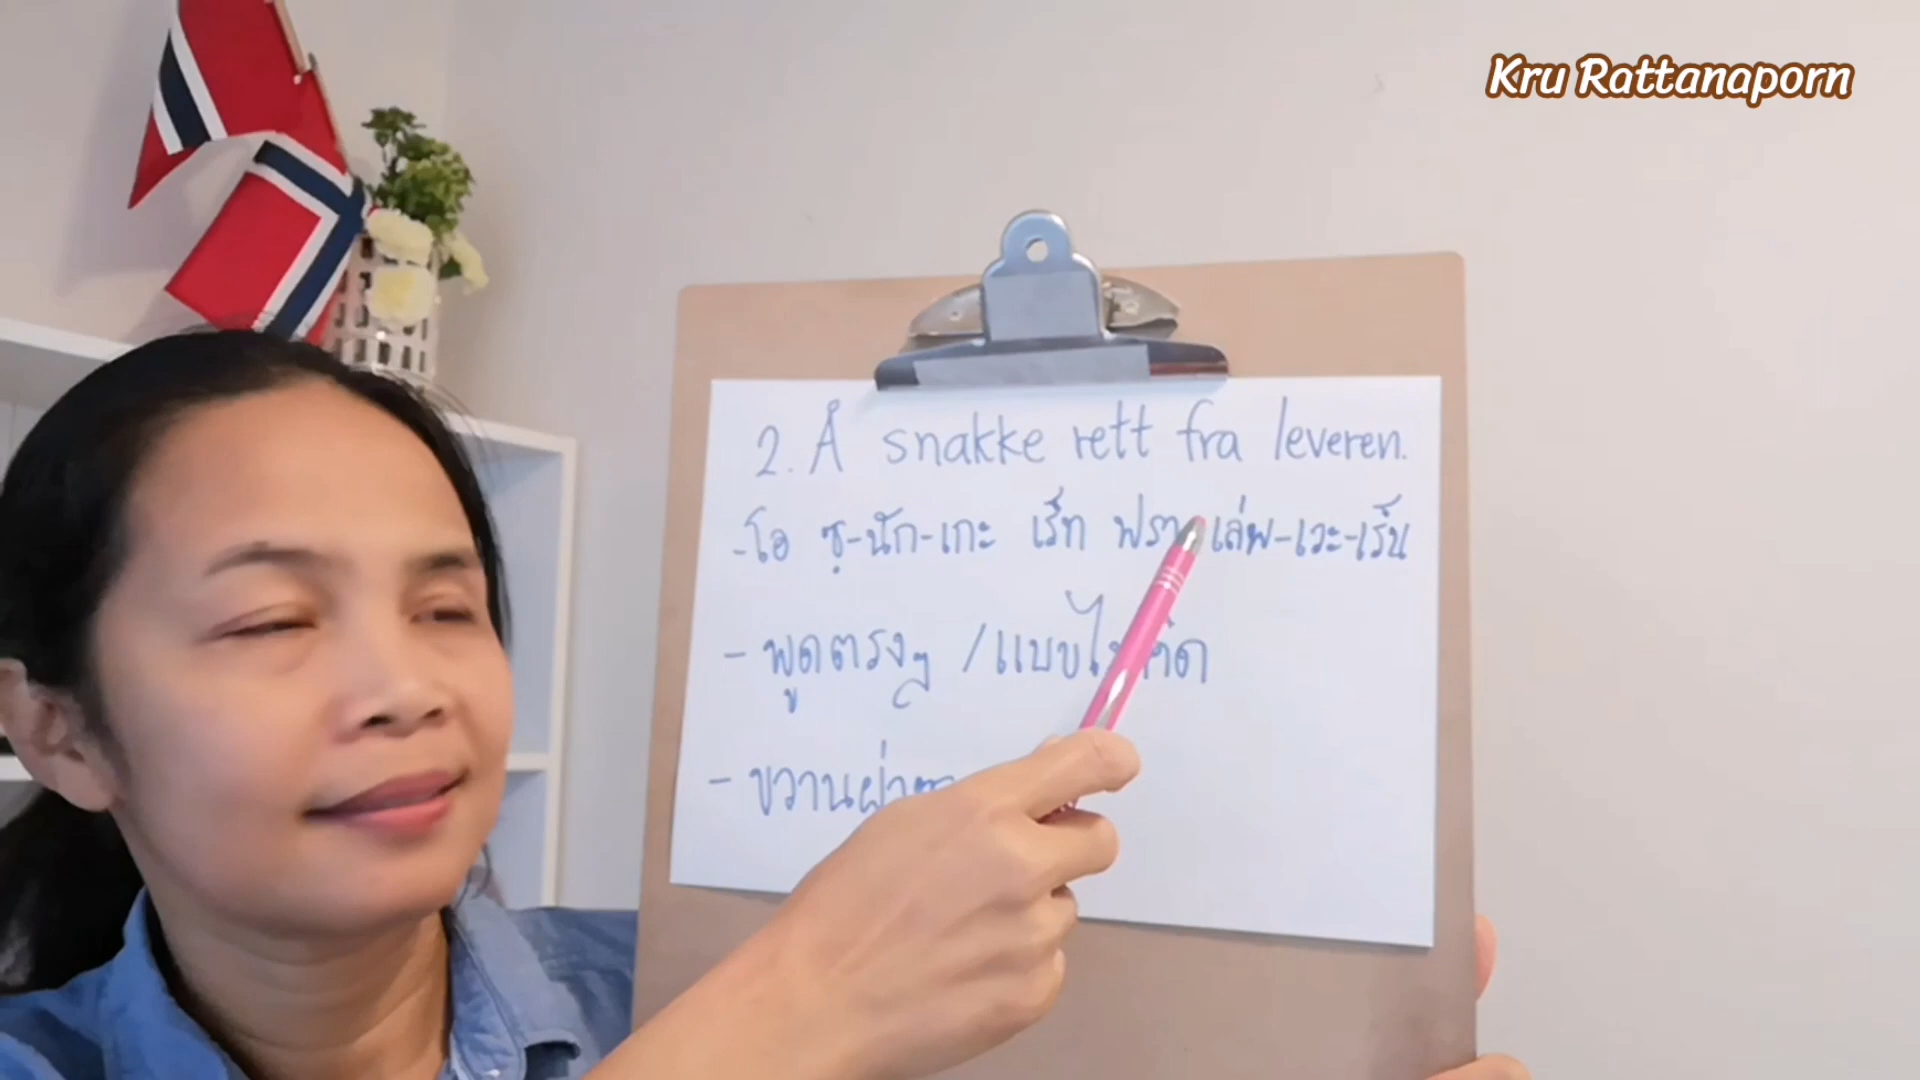 Kru Rattanaporn
2. Å snakke rett fra leveren.
-โอ ซฺ-นัก-เกะ เร็ท ฟรา เล่พ-เวะ-เร็น
- พูดตรงๆ /แบบไม่คิด
- ขวานผ่า